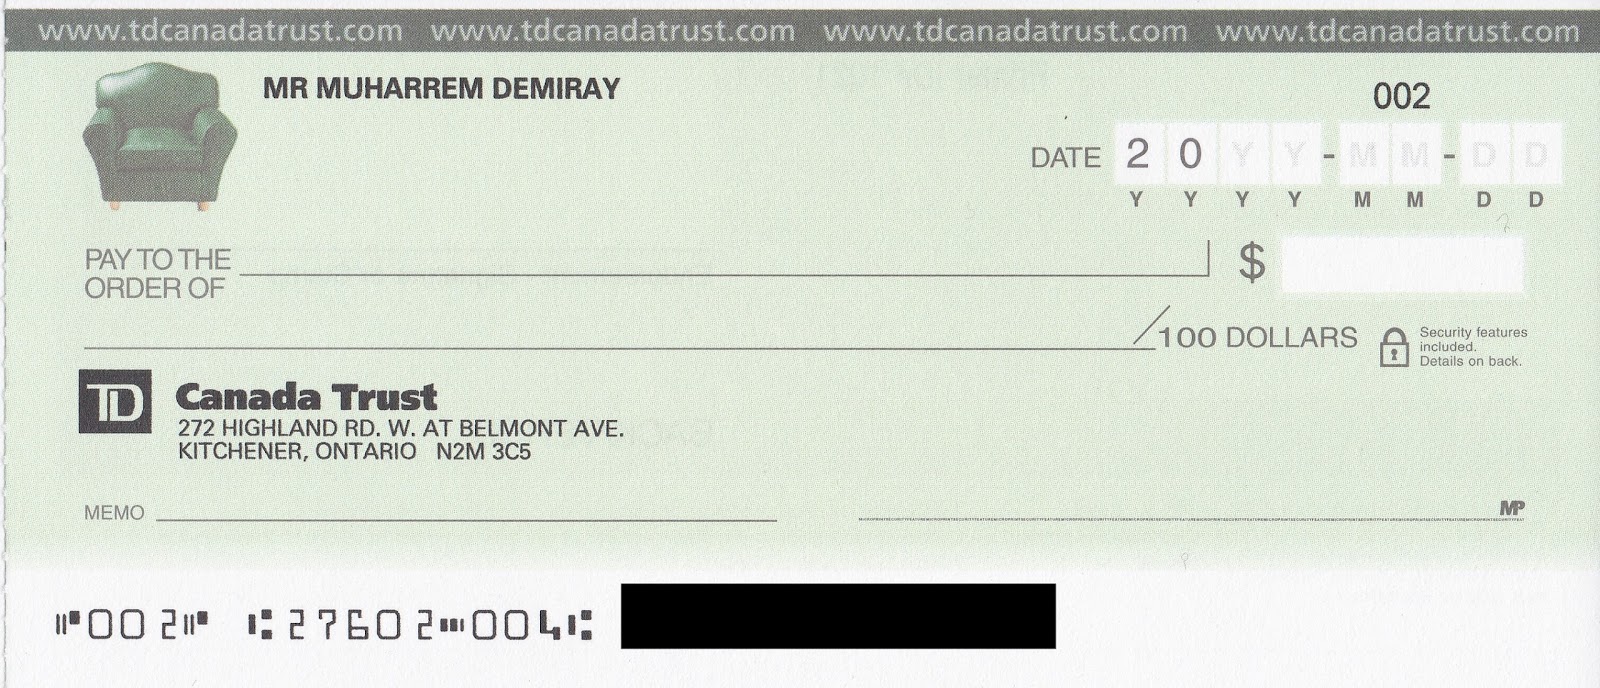 www.tdcanadatrust.com www.tdcanadatrust.com www.tdcanadatrust.com www.tdcanadatrust.com
MR MUHARREM DEMIRAY
002
DATE 2 0 Y Y - M M - D D
Y Y Y Y M M D D
PAY TO THE
ORDER OF
$
/100 DOLLARS
Security features
included.
Details on back.
TD Canada Trust
272 HIGHLAND RD. W. AT BELMONT AVE.
KITCHENER, ONTARIO N2M 3C5
MEMO
MP
⑈002⑈ ⑆27602⑉004⑆